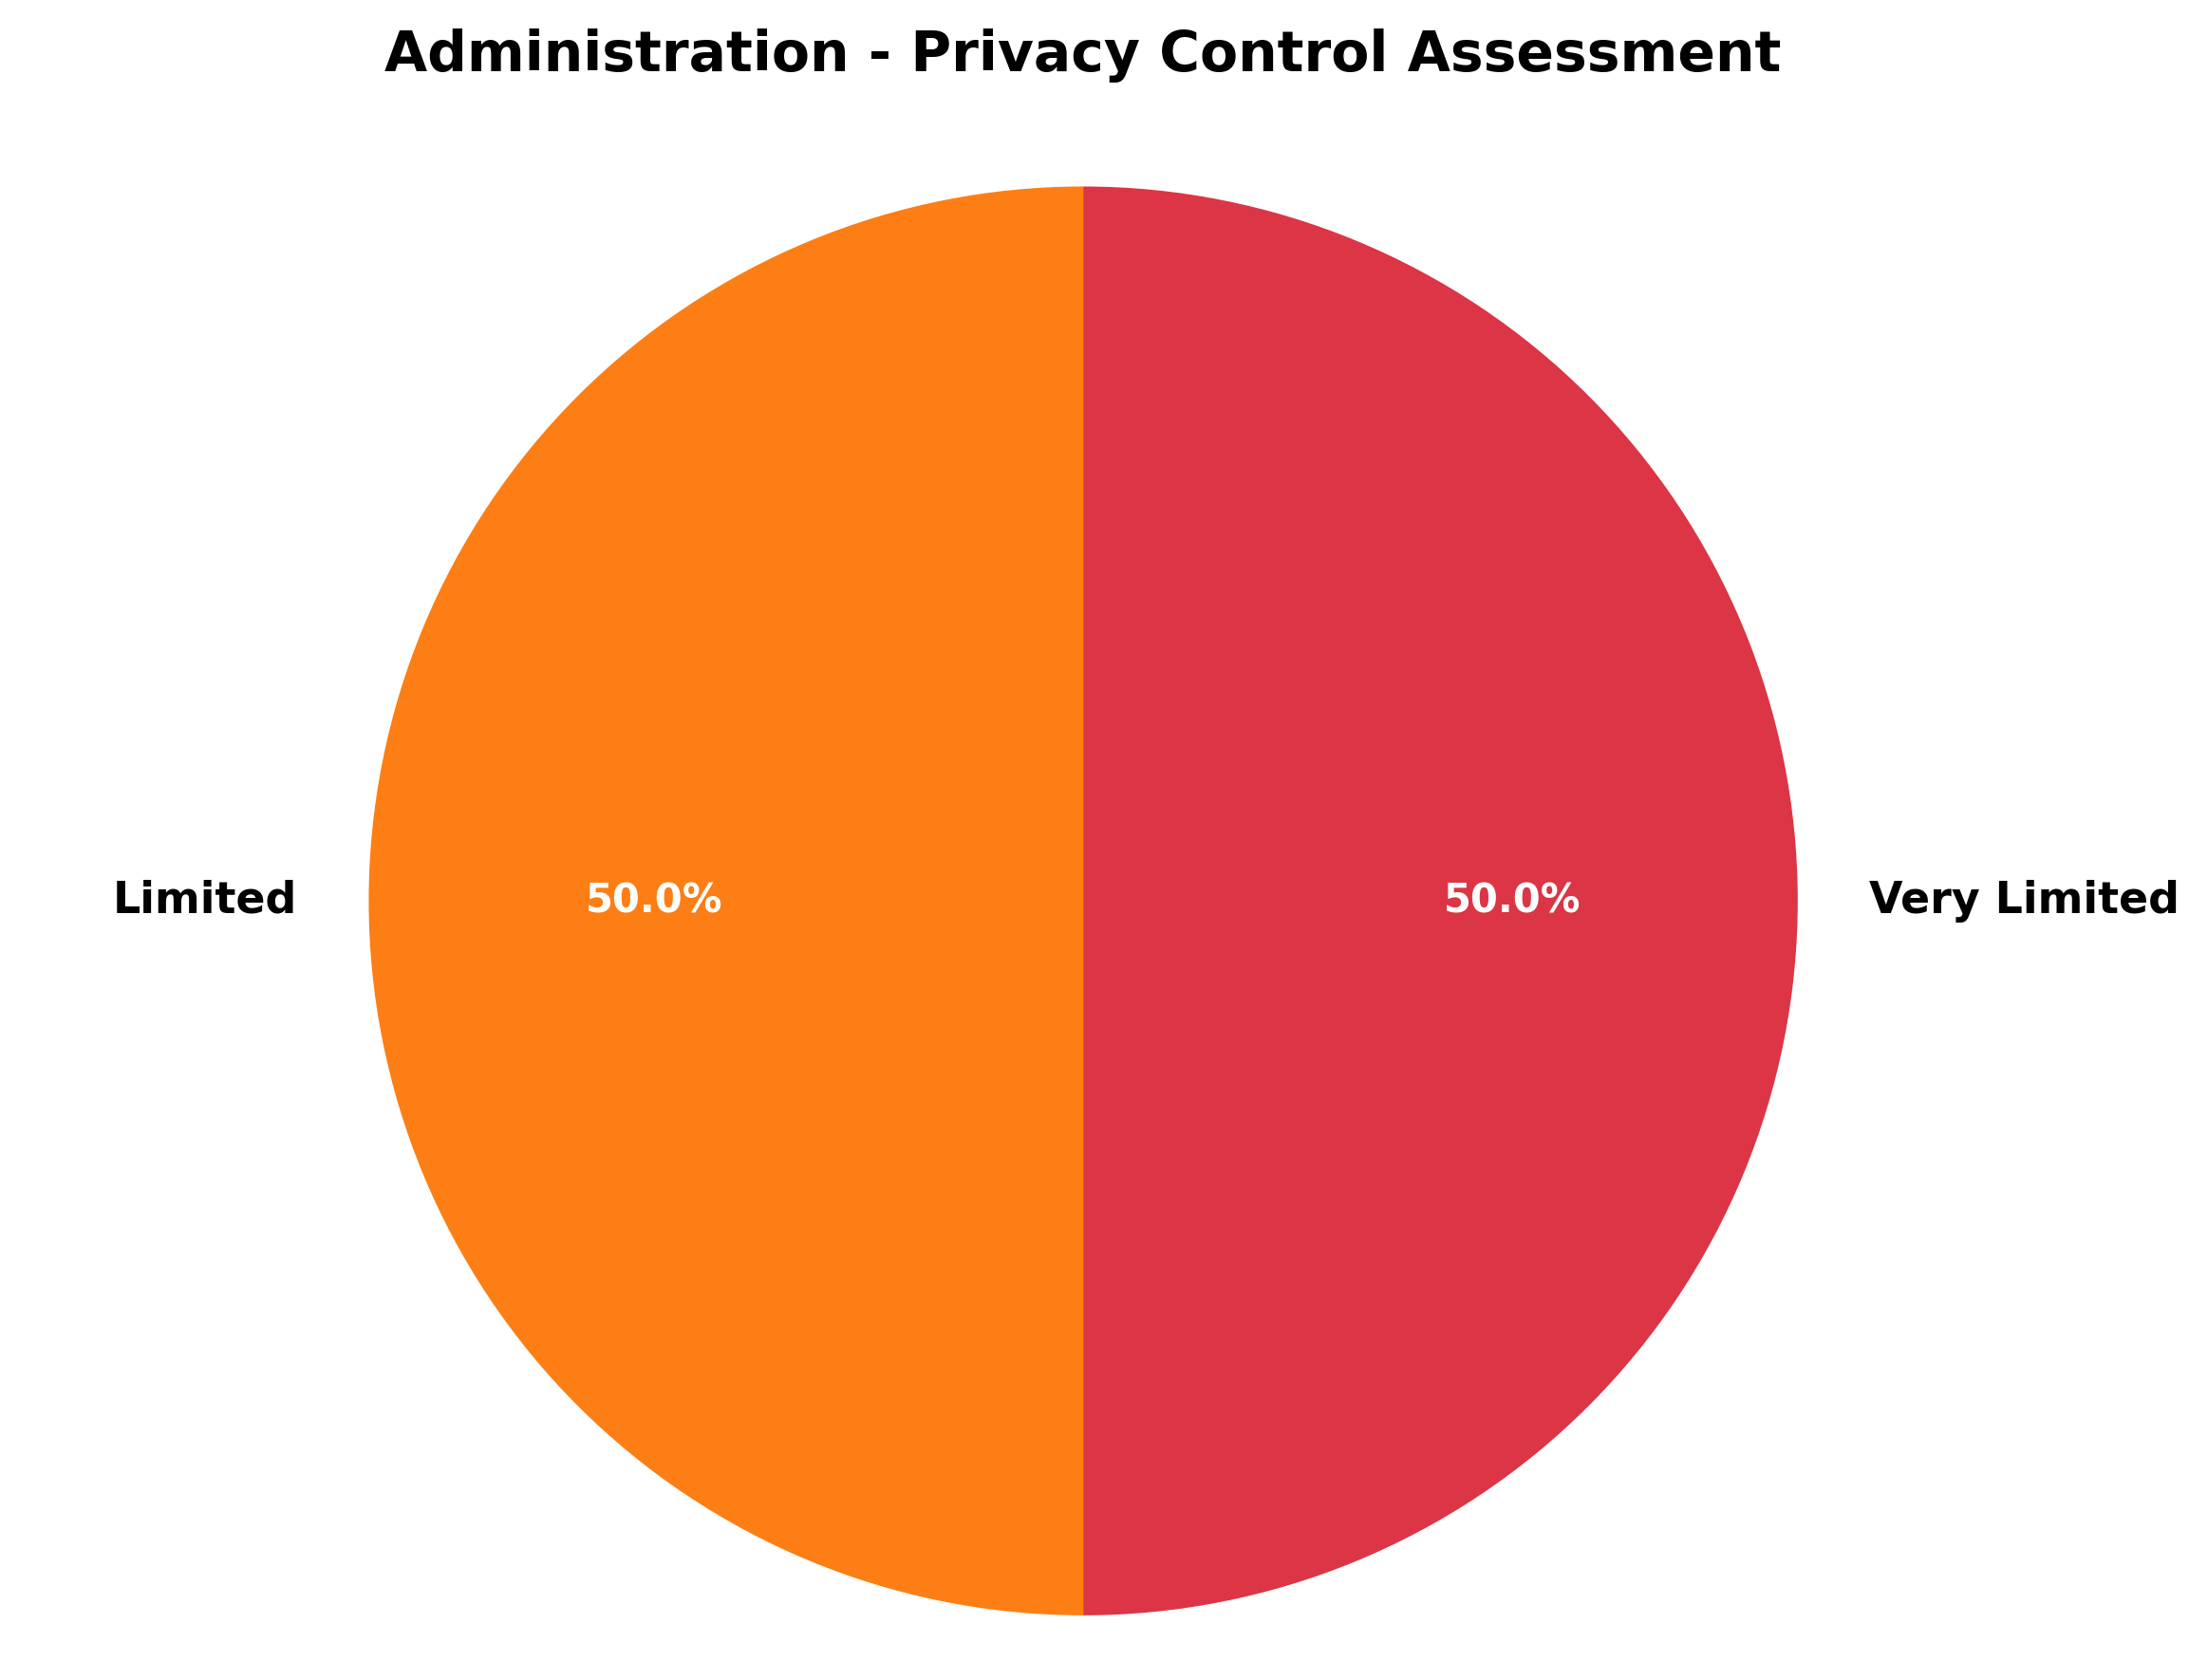 Administration - Privacy Control Assessment
Limited
50.0%
50.0%
Very Limited